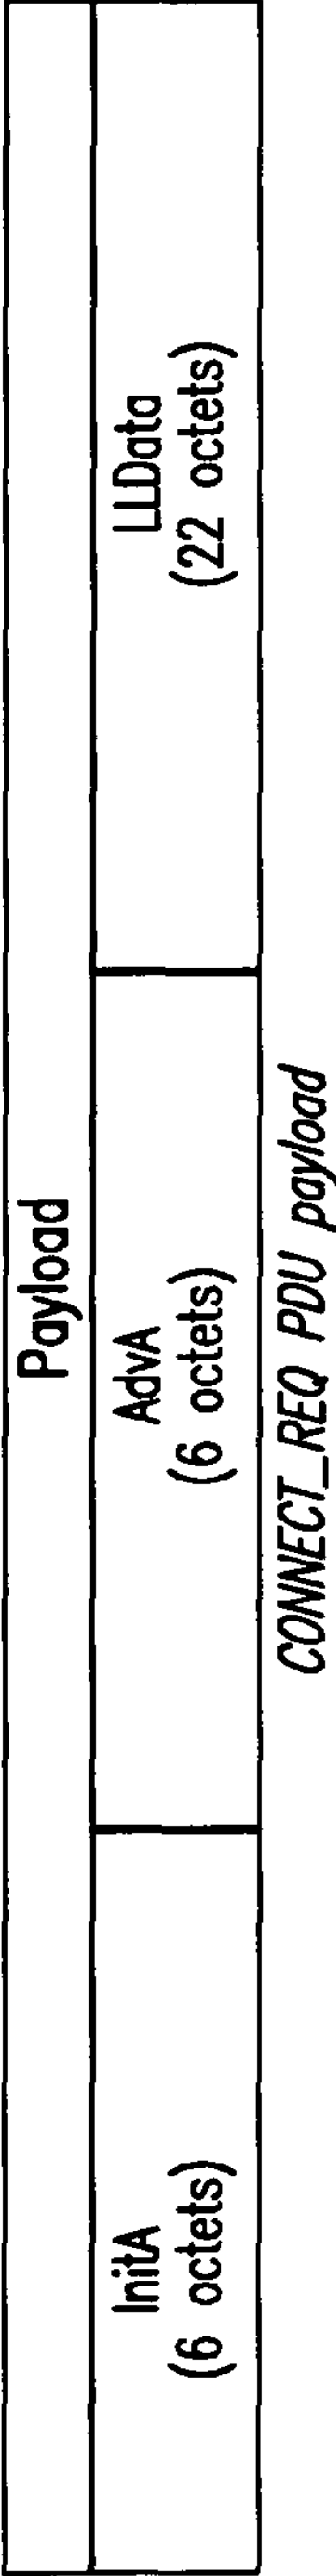 Payload
InitA
(6 octets)
AdvA
(6 octets)
LLData
(22 octets)
CONNECT_REQ PDU payload